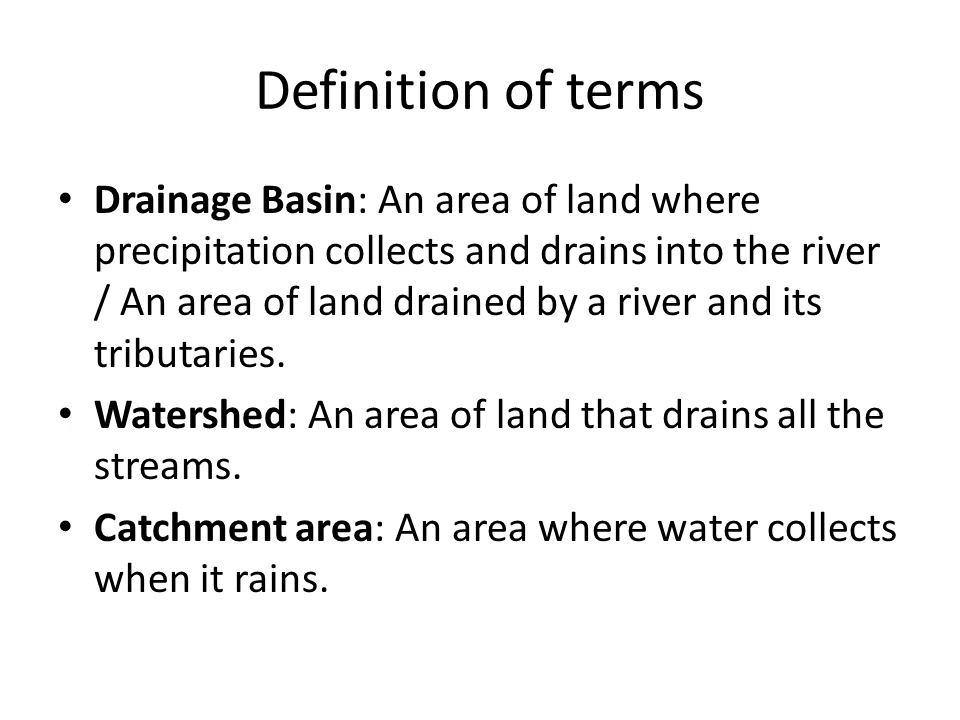 Definition of terms
• Drainage Basin: An area of land where
precipitation collects and drains into the river
/ An area of land drained by a river and its
tributaries.
• Watershed: An area of land that drains all the
streams.
• Catchment area: An area where water collects
when it rains.